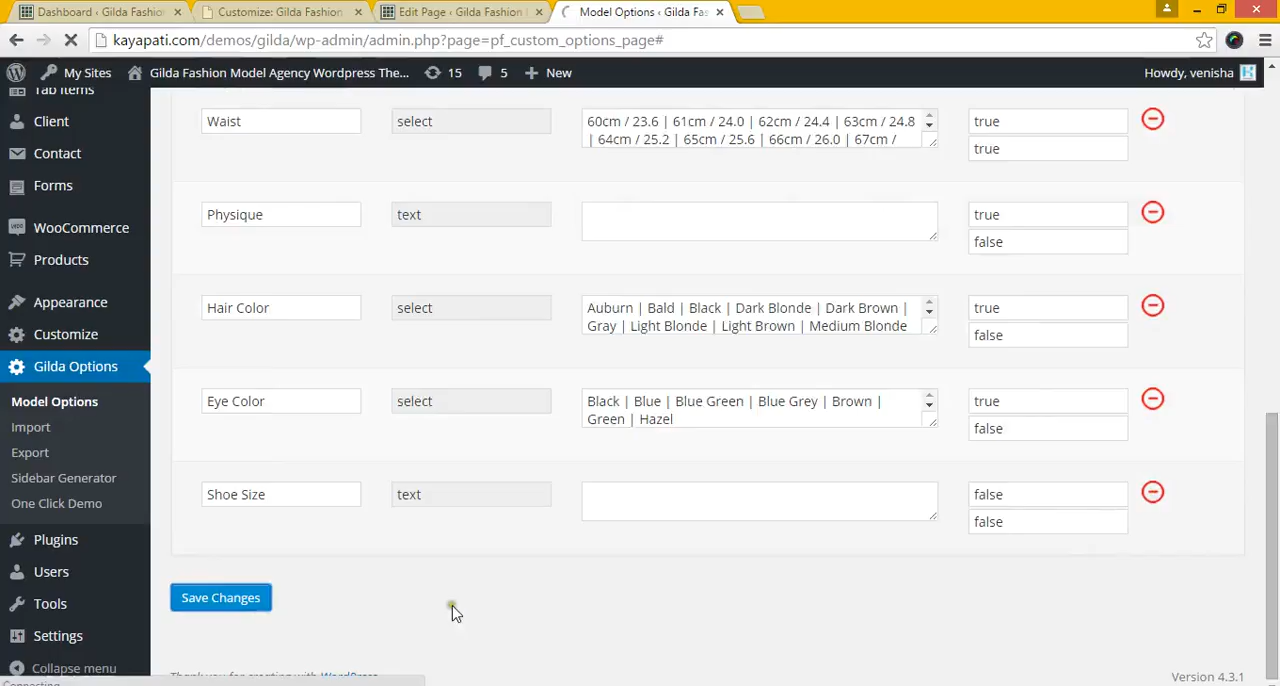 Dashboard ‹ Gilda Fashio
Customize: Gilda Fashion
Edit Page ‹ Gilda Fashion
Model Options ‹ Gilda Fas
kayapati.com/demos/gilda/wp-admin/admin.php?page=pf_custom_options_page#
My Sites
Gilda Fashion Model Agency Wordpress The...
15
5
New
Howdy, venisha
Tab Items
Client
Contact
Forms
WooCommerce
Products
Appearance
Customize
Gilda Options
Model Options
Import
Export
Sidebar Generator
One Click Demo
Plugins
Users
Tools
Settings
Collapse menu
Waist
select
60cm / 23.6 | 61cm / 24.0 | 62cm / 24.4 | 63cm / 24.8
| 64cm / 25.2 | 65cm / 25.6 | 66cm / 26.0 | 67cm /
true
true
Physique
text
true
false
Hair Color
select
Auburn | Bald | Black | Dark Blonde | Dark Brown |
Gray | Light Blonde | Light Brown | Medium Blonde
true
false
Eye Color
select
Black | Blue | Blue Green | Blue Grey | Brown |
Green | Hazel
true
false
Shoe Size
text
false
false
Save Changes
Thank you for creating with WordPress
Version 4.3.1
Connecting